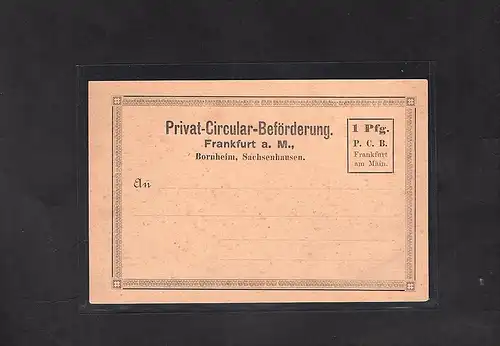 Privat-Circular-Beförderung.
Frankfurt a. M.,
Bornheim, Sachsenhausen.
An
1 Pfg.
P. C. B.
Frankfurt
am Main.